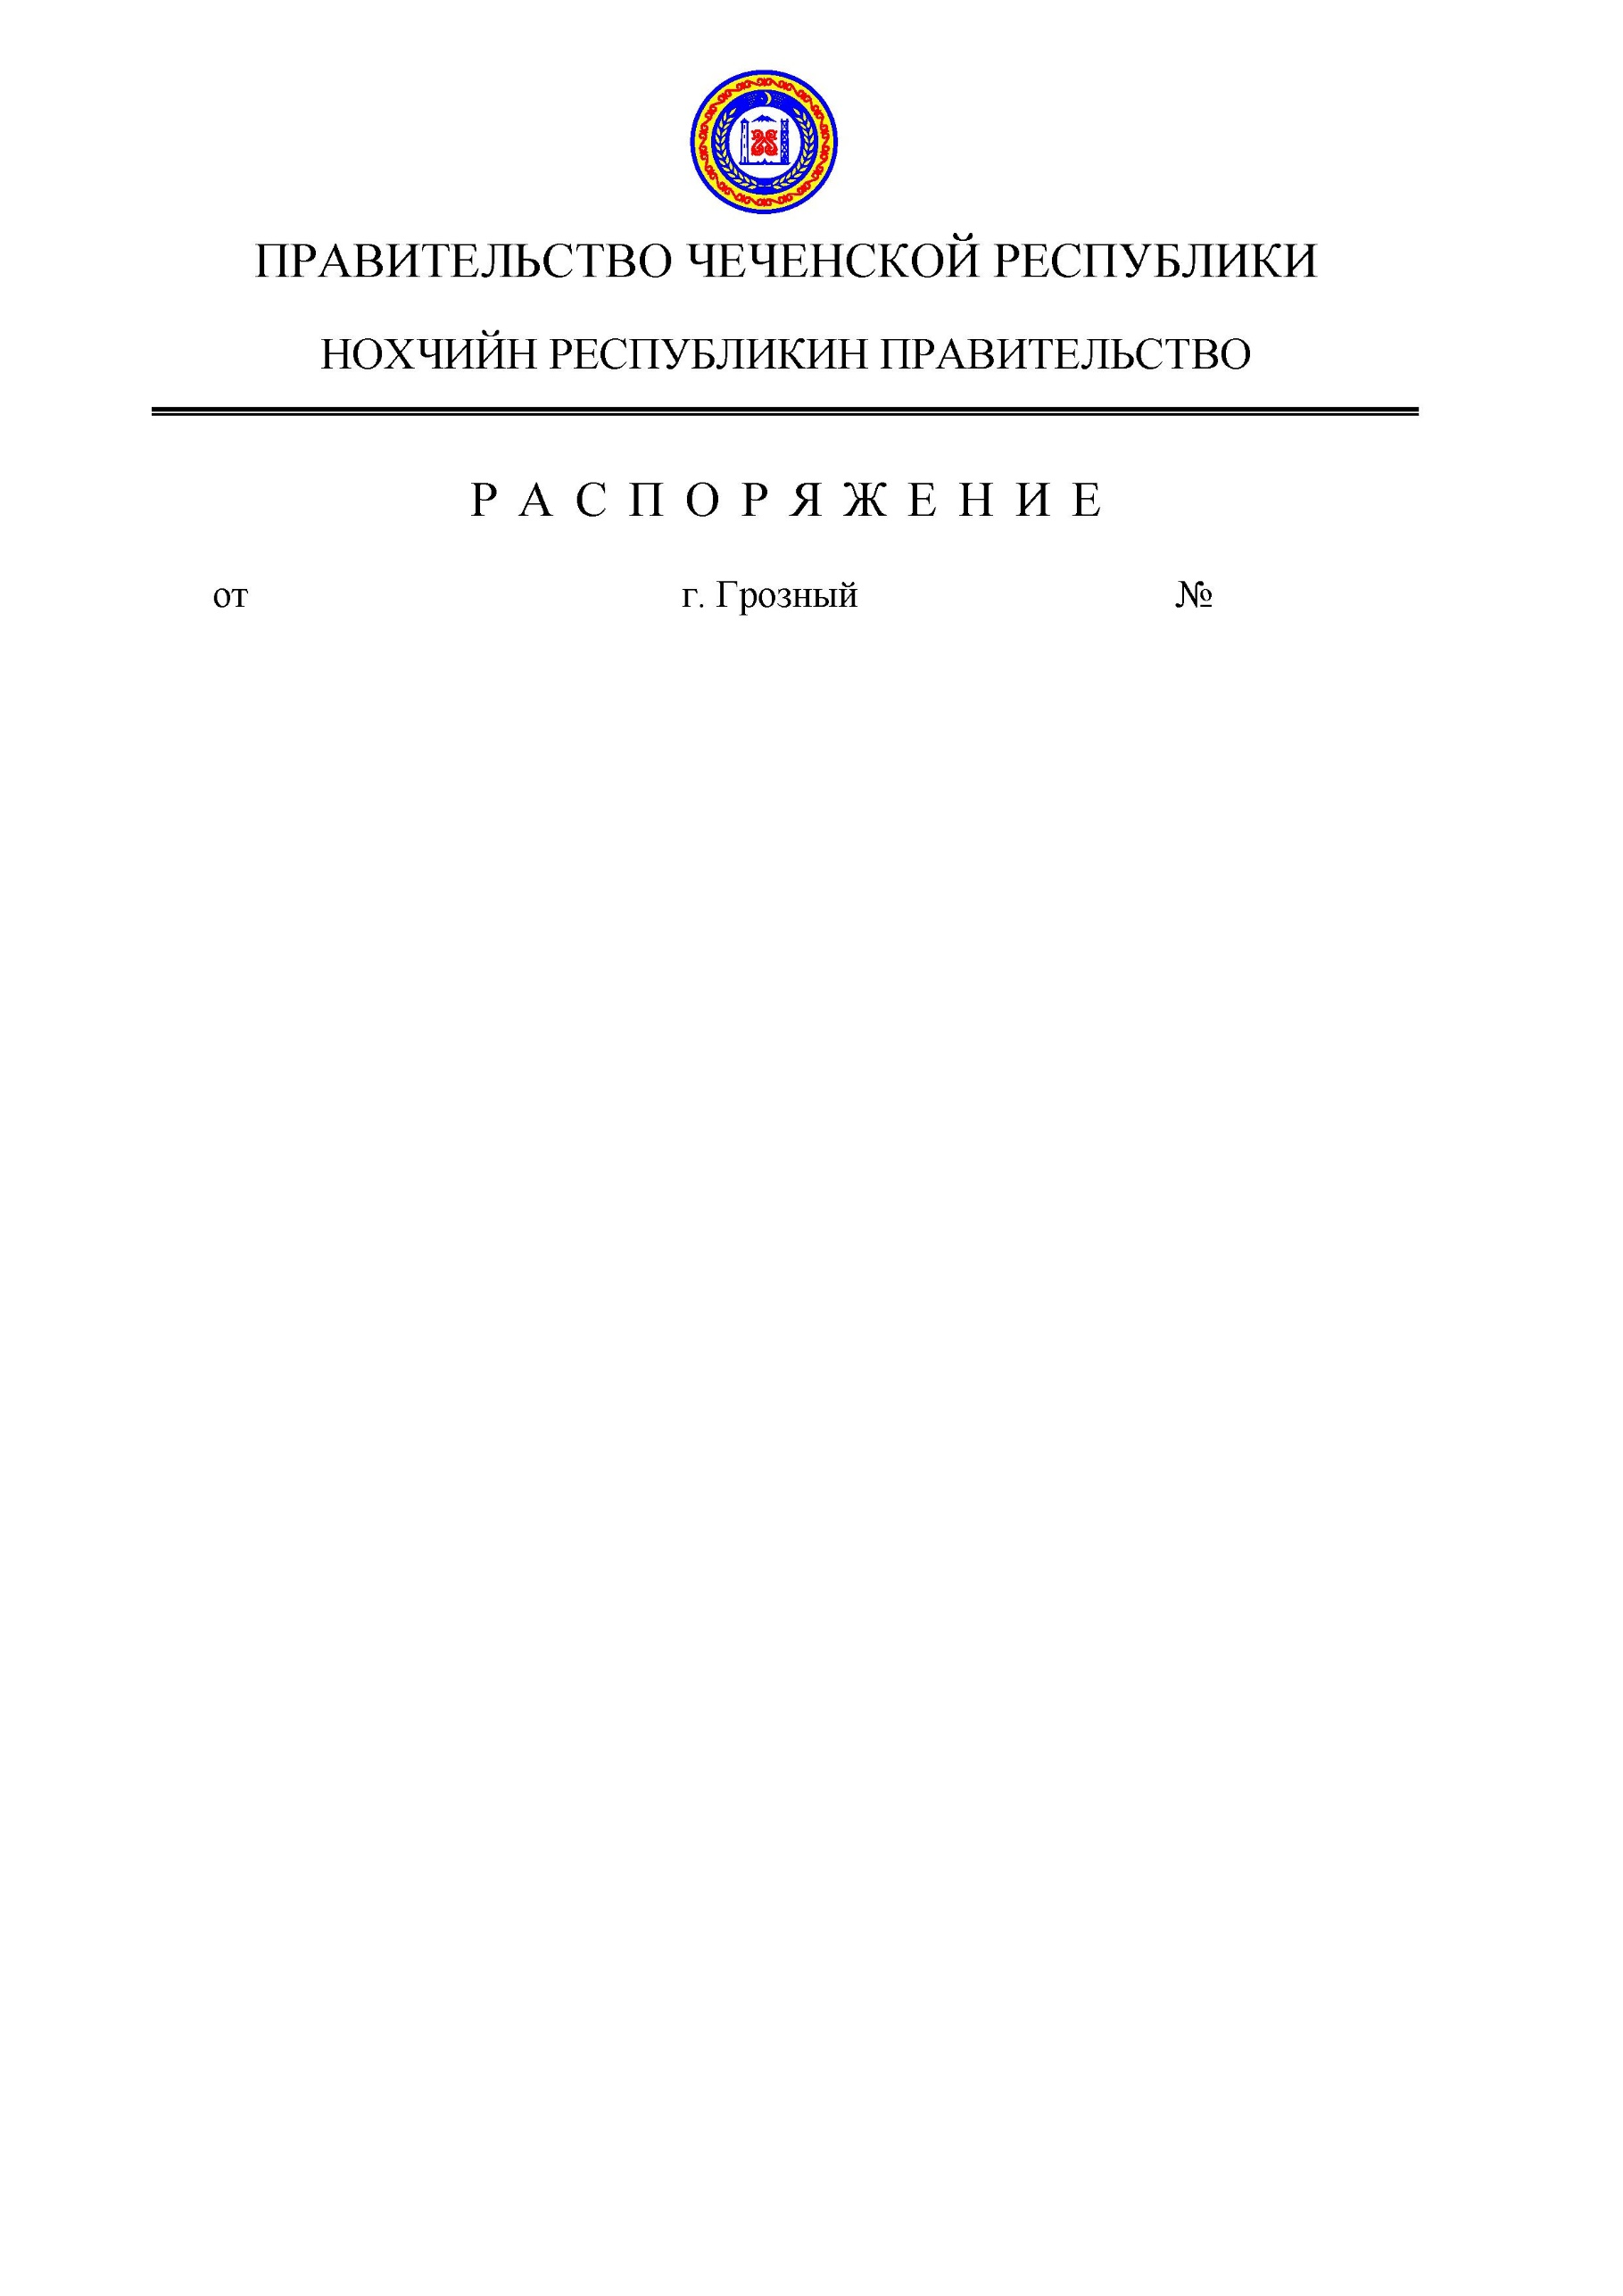 ПРАВИТЕЛЬСТВО ЧЕЧЕНСКОЙ РЕСПУБЛИКИ
НОХЧИЙН РЕСПУБЛИКИН ПРАВИТЕЛЬСТВО
Р А С П О Р Я Ж Е Н И Е
от г. Грозный №